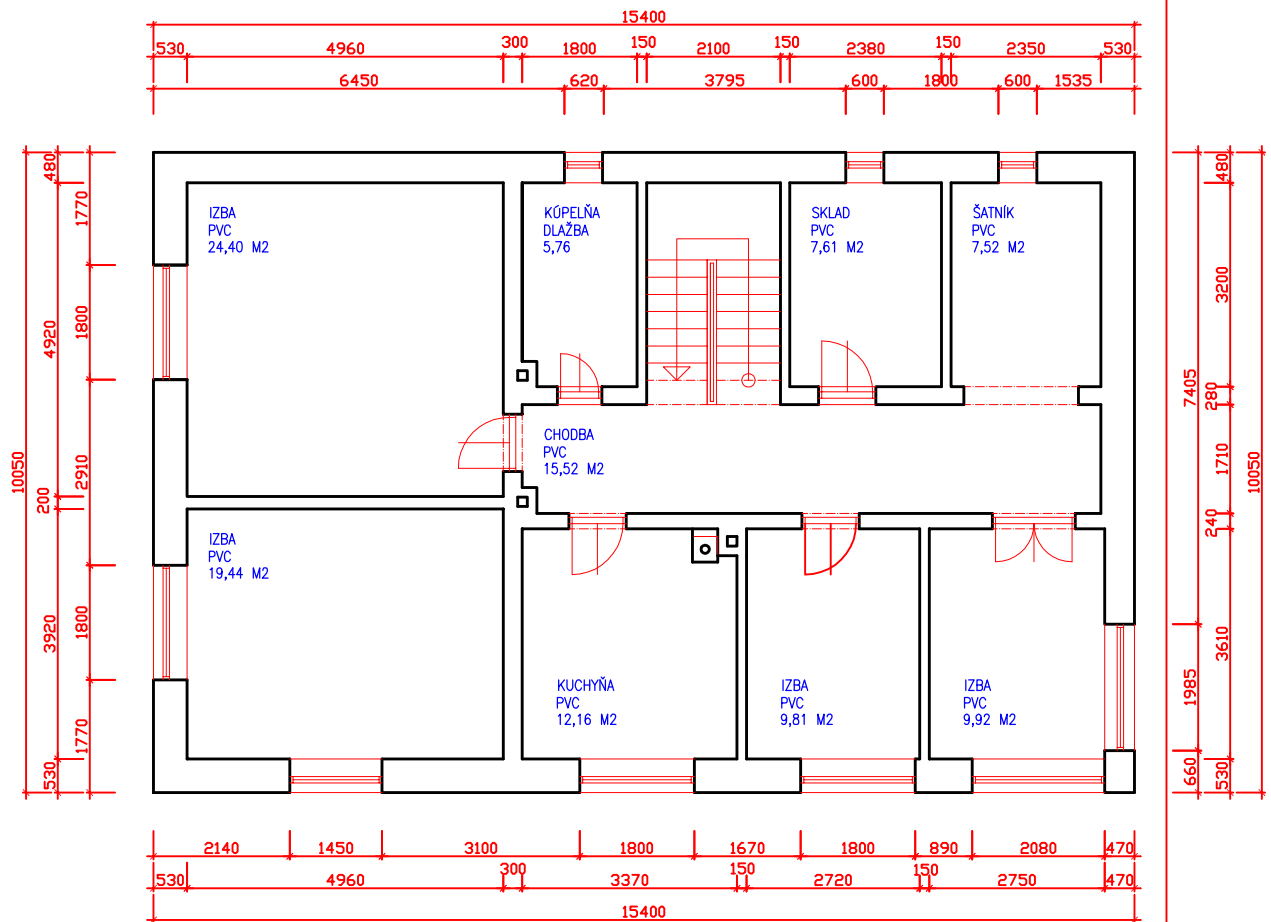 15400
530 4960 300 1800 150 2100 150 2380 150 2350 530
6450 620 3795 600 1800 600 1535
10050
480 4920 200 3920 530
1770 1800 2910 1800 1770
IZBA
PVC
24,40 M2
KÚPELŇA
DLAŽBA
5,76
SKLAD
PVC
7,61 M2
ŠATNÍK
PVC
7,52 M2
CHODBA
PVC
15,52 M2
IZBA
PVC
19,44 M2
KUCHYŇA
PVC
12,16 M2
IZBA
PVC
9,81 M2
IZBA
PVC
9,92 M2
7405 1985 660
480 3200 280 1710 240 3610 530
10050
2140 1450 3100 1800 1670 1800 890 2080 470
530 4960 300 3370 150 2720 150 2750 470
15400